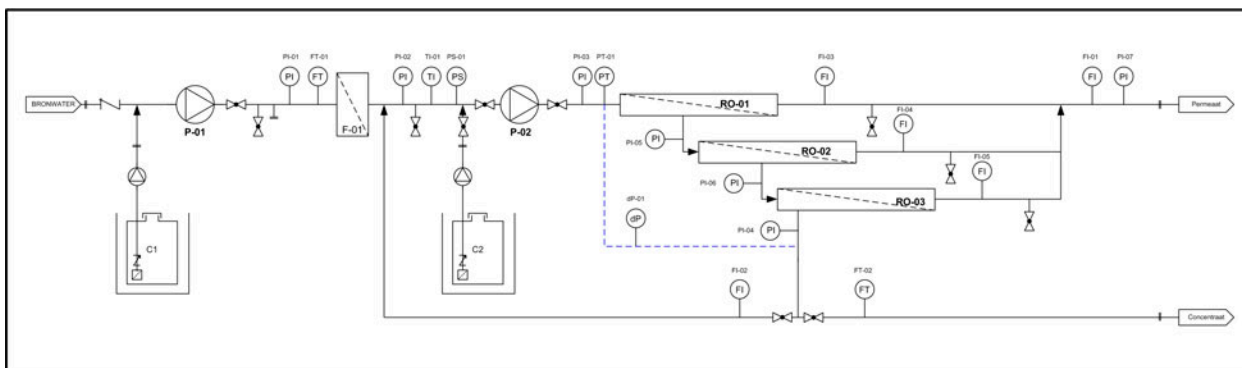 PI-01 FT-01 PI-02 TI-01 PS-01 PI-03 PT-01 FI-03 FI-01 PI-07
PI FT PI TI PS PI PT FI FI PI
BRONWATER
RO-01
Permeaat
P-01
F-01
P-02
FI-04
FI
PI-05 PI
RO-02
FI-05
FI
PI-06 PI
RO-03
dP-01
dP
PI-04 PI
C1
C2
FI-02 FT-02
FI FT
Concentraat